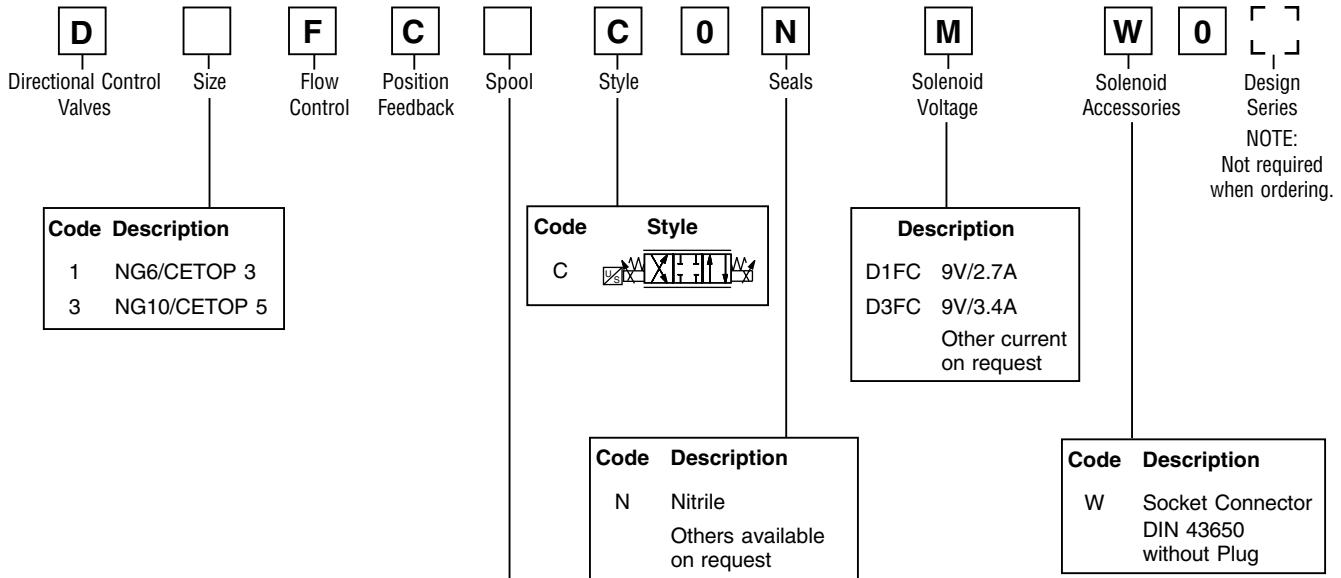 D F C C 0 N M W 0
Directional Control Valves
Size
Flow Control
Position Feedback
Spool
Style
Seals
Solenoid Voltage
Solenoid Accessories
Design Series
NOTE:
Not required
when ordering.
Code Description
1 NG6/CETOP 3
3 NG10/CETOP 5
Code Style
C U/S
Description
D1FC 9V/2.7A
D3FC 9V/3.4A
Other current
on request
Code Description
N Nitrile
Others available
on request
Code Description
W Socket Connector
DIN 43650
without Plug